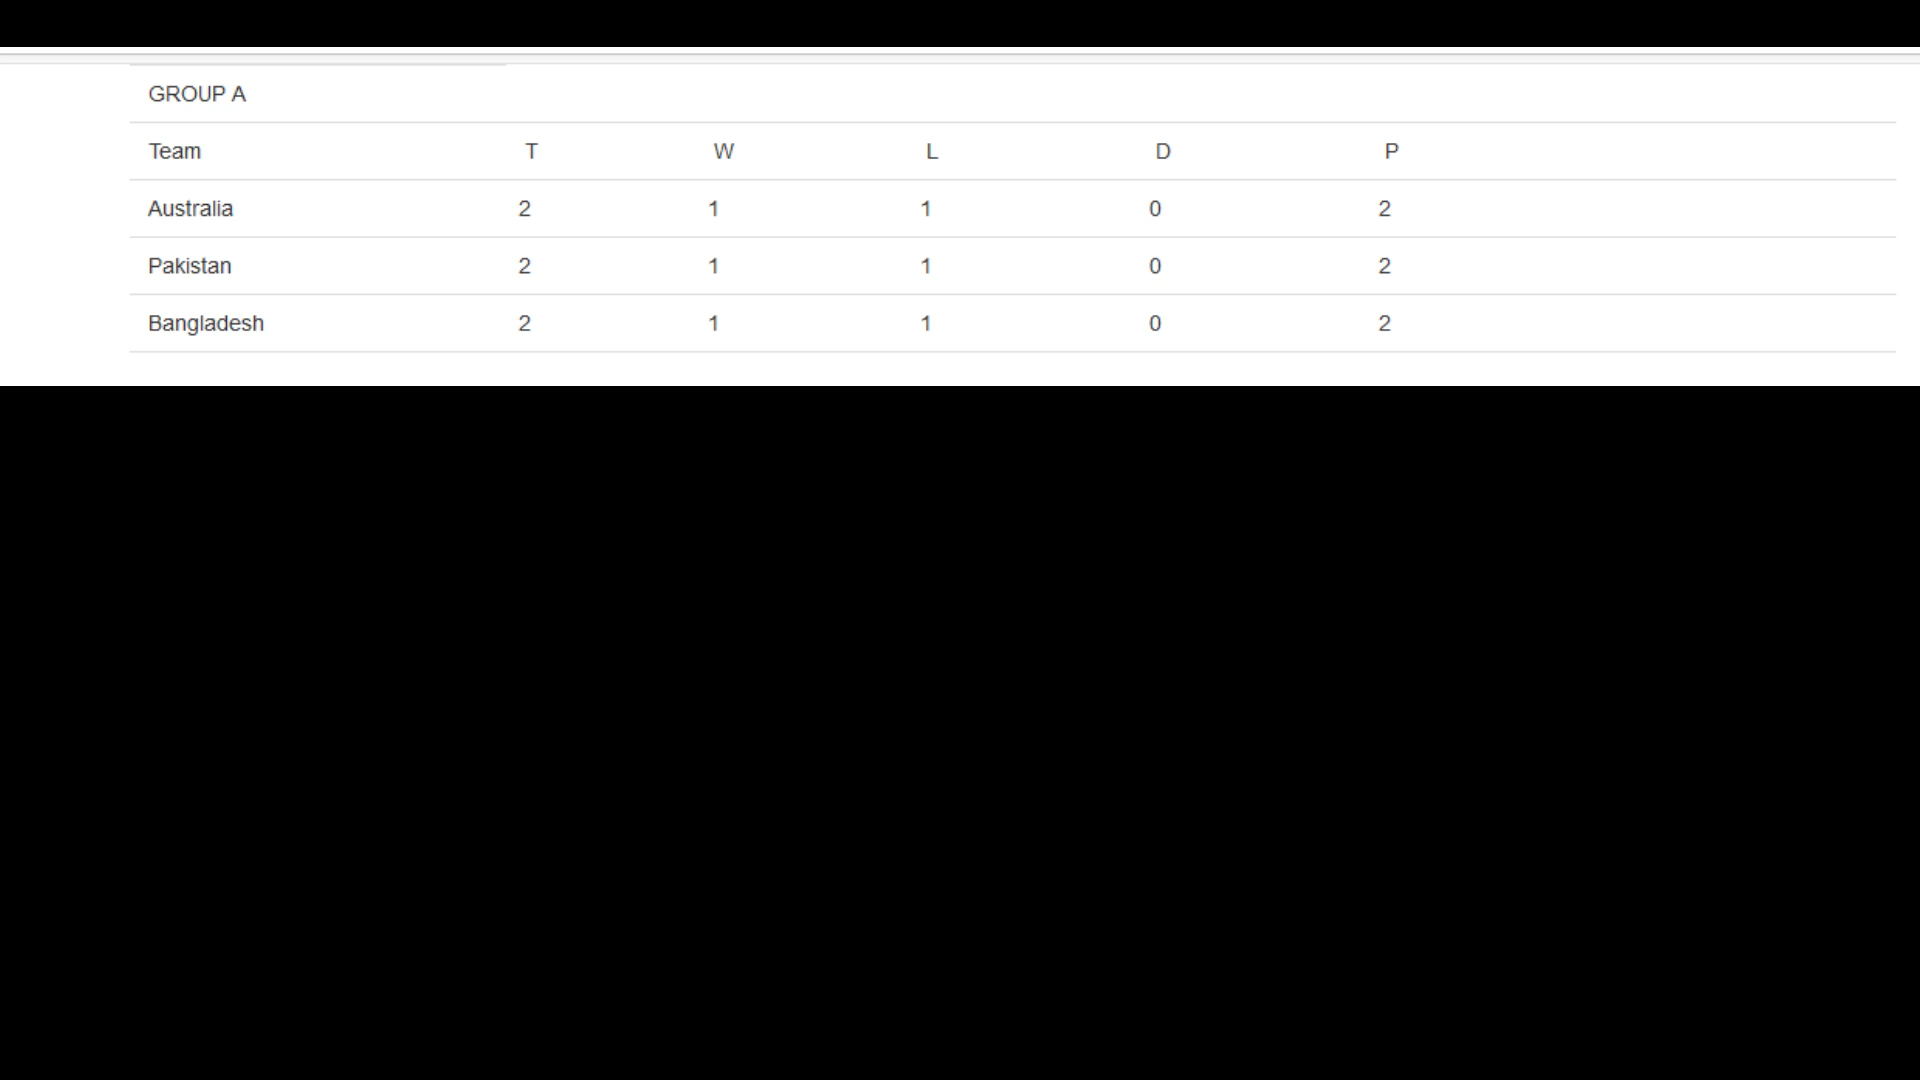 GROUP A
Team T W L D P
Australia 2 1 1 0 2
Pakistan 2 1 1 0 2
Bangladesh 2 1 1 0 2